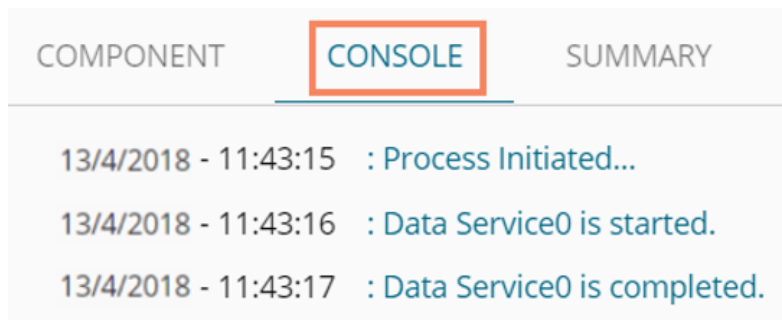 COMPONENT CONSOLE SUMMARY
13/4/2018 - 11:43:15 : Process Initiated...
13/4/2018 - 11:43:16 : Data Service0 is started.
13/4/2018 - 11:43:17 : Data Service0 is completed.